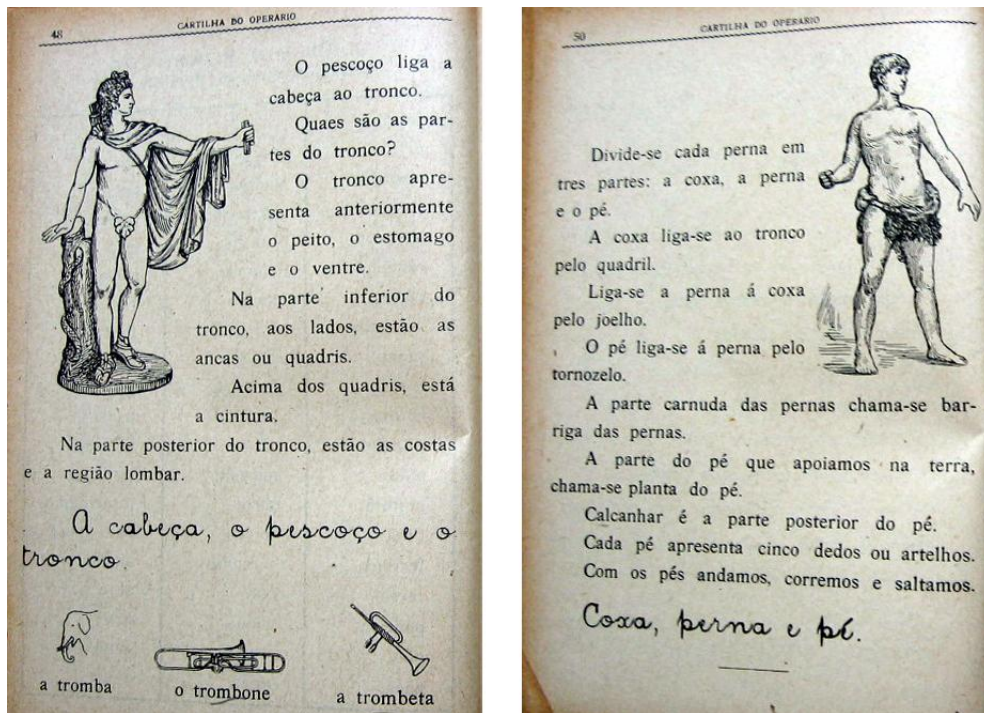 48 CARTILHA DO OPERARIO
O pescoço liga a
cabeça ao tronco.
Quaes são as par-
tes do tronco?
O tronco apre-
senta anteriormente
o peito, o estomago
e o ventre.
Na parte inferior do
tronco, aos lados, estão as
ancas ou quadris.
Acima dos quadris, está
a cintura.
Na parte posterior do tronco, estão as costas
e a região lombar.
A cabeça, o pescoço e o
tronco.
a tromba o trombone a trombeta
50 CARTILHA DO OPERARIO
Divide-se cada perna em
tres partes: a coxa, a perna
e o pé.
A coxa liga-se ao tronco
pelo quadril.
Liga-se a perna á coxa
pelo joelho.
O pé liga-se á perna pelo
tornozelo.
A parte carnuda das pernas chama-se bar-
riga das pernas.
A parte do pé que apoiamos na terra,
chama-se planta do pé.
Calcanhar é a parte posterior do pé.
Cada pé apresenta cinco dedos ou artelhos.
Com os pés andamos, corremos e saltamos.
Coxa, perna e pé.